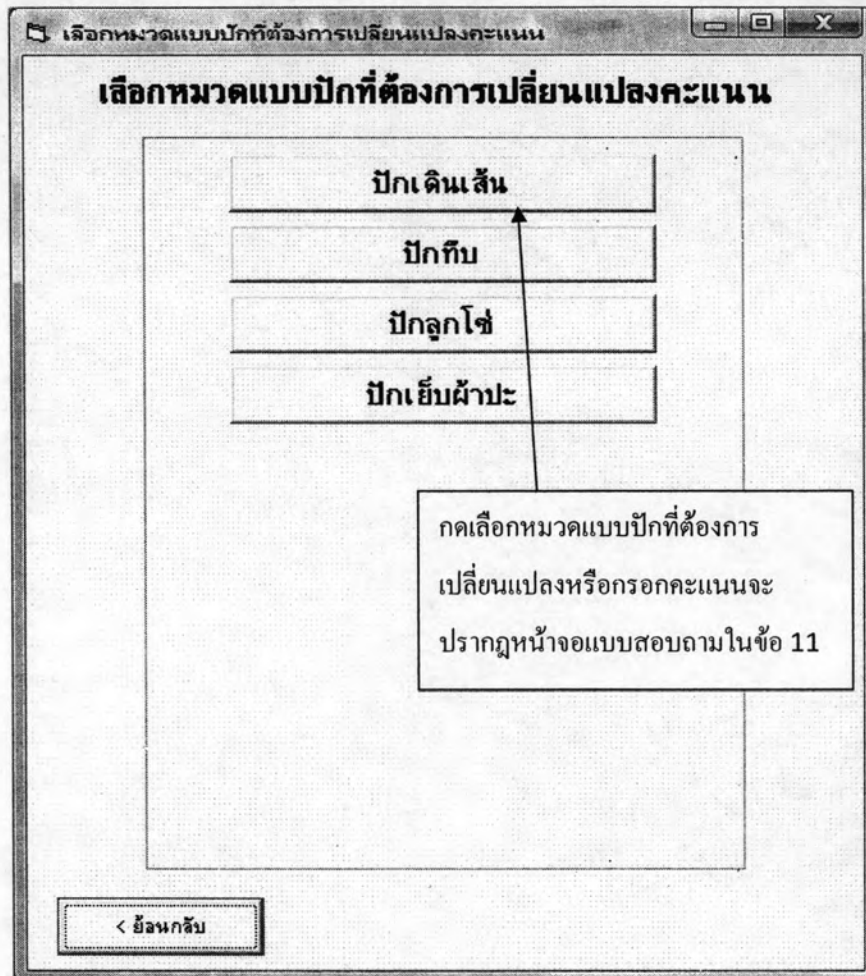 เลือกหมวดแบบปักที่ต้องการเปลี่ยนแปลงคะแนน
เลือกหมวดแบบปักที่ต้องการเปลี่ยนแปลงคะแนน
ปักเดินเส้น
ปักทึบ
ปักลูกโซ่
ปักเย็บผ้าปะ
กดเลือกหมวดแบบปักที่ต้องการ
เปลี่ยนแปลงหรือกรอกคะแนนจะ
ปรากฎหน้าจอแบบสอบถามในข้อ 11
< ย้อนกลับ